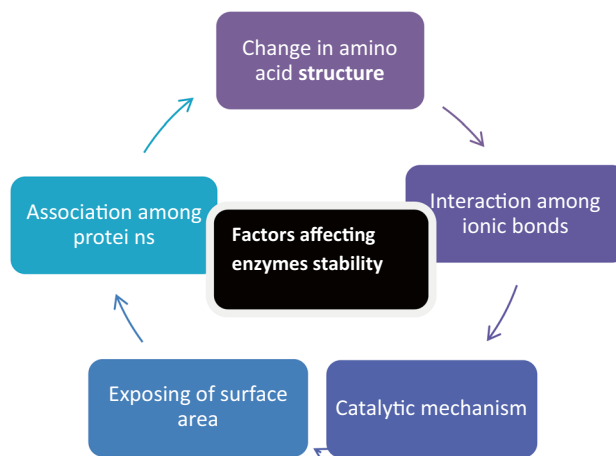 Change in amino
acid structure
Interaction among
ionic bonds
Association among
protei ns
Factors affecting
enzymes stability
Exposing of surface
area
Catalytic mechanism